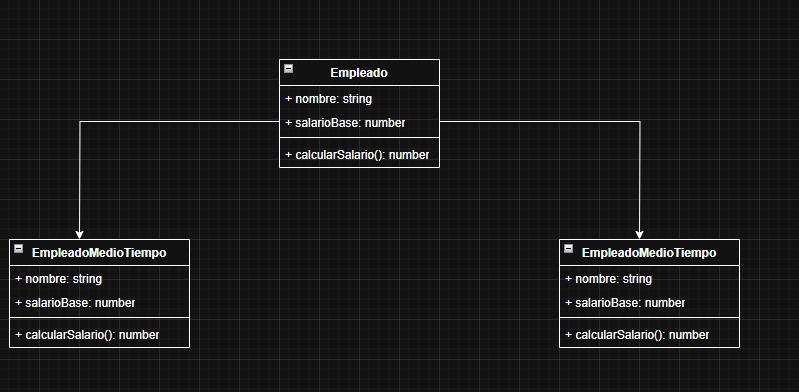 Empleado
+ nombre: string
+ salarioBase: number
+ calcularSalario(): number
EmpleadoMedioTiempo
+ nombre: string
+ salarioBase: number
+ calcularSalario(): number
EmpleadoMedioTiempo
+ nombre: string
+ salarioBase: number
+ calcularSalario(): number